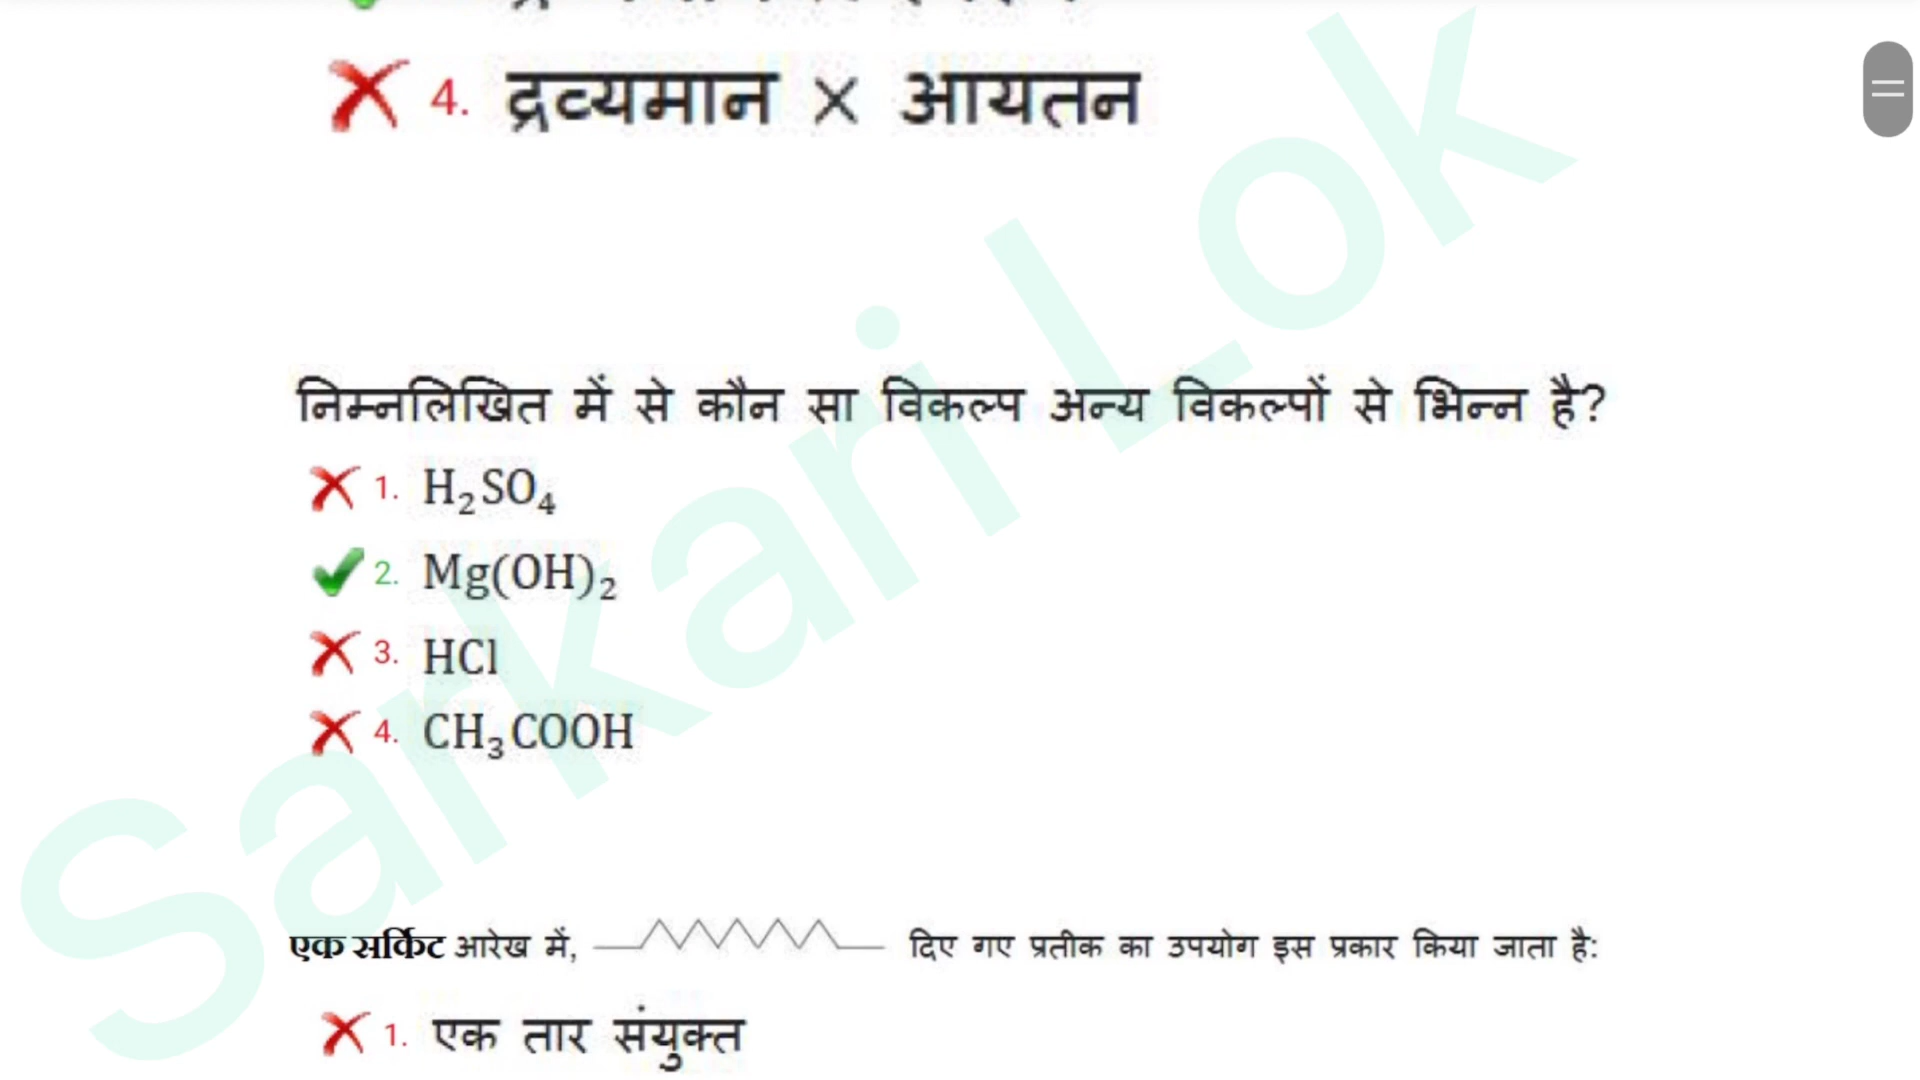 4. द्रव्यमान × आयतन
निम्नलिखित में से कौन सा विकल्प अन्य विकल्पों से भिन्न है?
1. H₂SO₄
2. Mg(OH)₂
3. HCl
4. CH₃COOH
एक सर्किट आरेख में, दिए गए प्रतीक का उपयोग इस प्रकार किया जाता है:
1. एक तार संयुक्त
Sarkari Lok